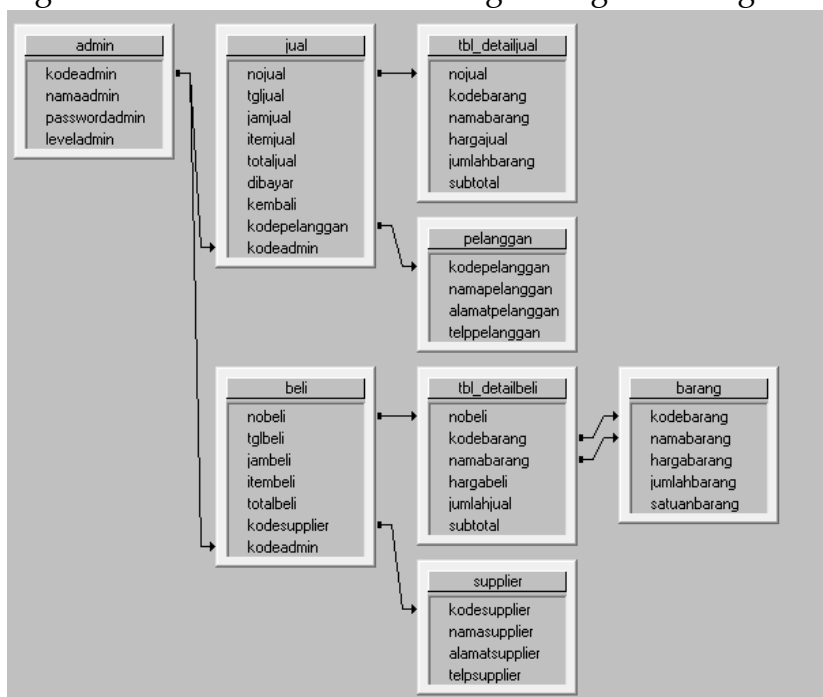 admin
kodeadmin
namaadmin
passwordadmin
leveladmin
jual
nojual
tgljual
jamjual
itemjual
totaljual
dibayar
kembali
kodepelanggan
kodeadmin
tbl_detailjual
nojual
kodebarang
namabarang
hargajual
jumlahbarang
subtotal
pelanggan
kodepelanggan
namapelanggan
alamatpelanggan
telppelanggan
beli
nobeli
tglbeli
jambeli
itembeli
totalbeli
kodesupplier
kodeadmin
tbl_detailbeli
nobeli
kodebarang
namabarang
hargabeli
jumlahjual
subtotal
barang
kodebarang
namabarang
hargabarang
jumlahbarang
satuanbarang
supplier
kodesupplier
namasupplier
alamatsupplier
telpsupplier